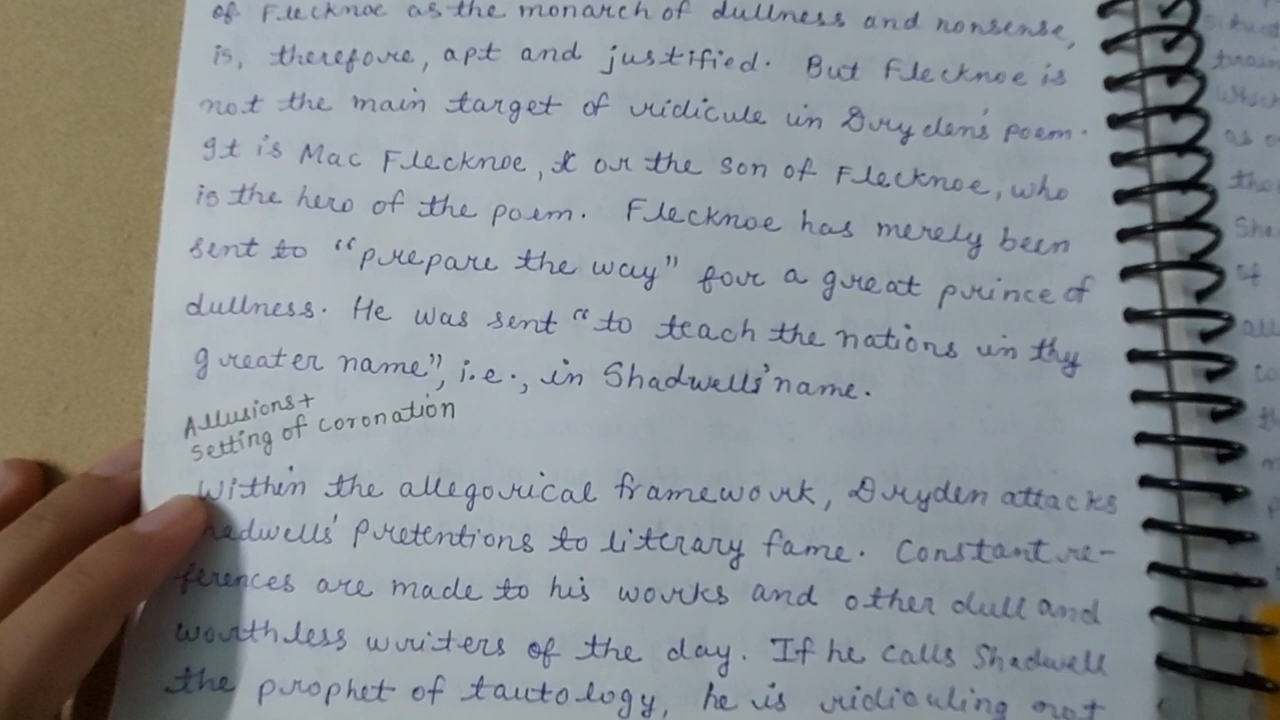 of Flecknoe as the monarch of dullness and nonsense,
is, therefore, apt and justified. But Flecknoe is
not the main target of ridicule in Dryden's poem.
It is Mac Flecknoe, or the son of Flecknoe, who
is the hero of the poem. Flecknoe has merely been
sent to "prepare the way" for a great prince of
dullness. He was sent "to teach the nations in thy
greater name", i.e., in Shadwells' name.
Allusions +
setting of coronation
Within the allegorical framework, Dryden attacks
hadwells' Pretentions to literary fame. Constant re-
ferences are made to his works and other dull and
worthless writers of the day. If he calls Shadwell
the prophet of tautology, he is ridiculing not